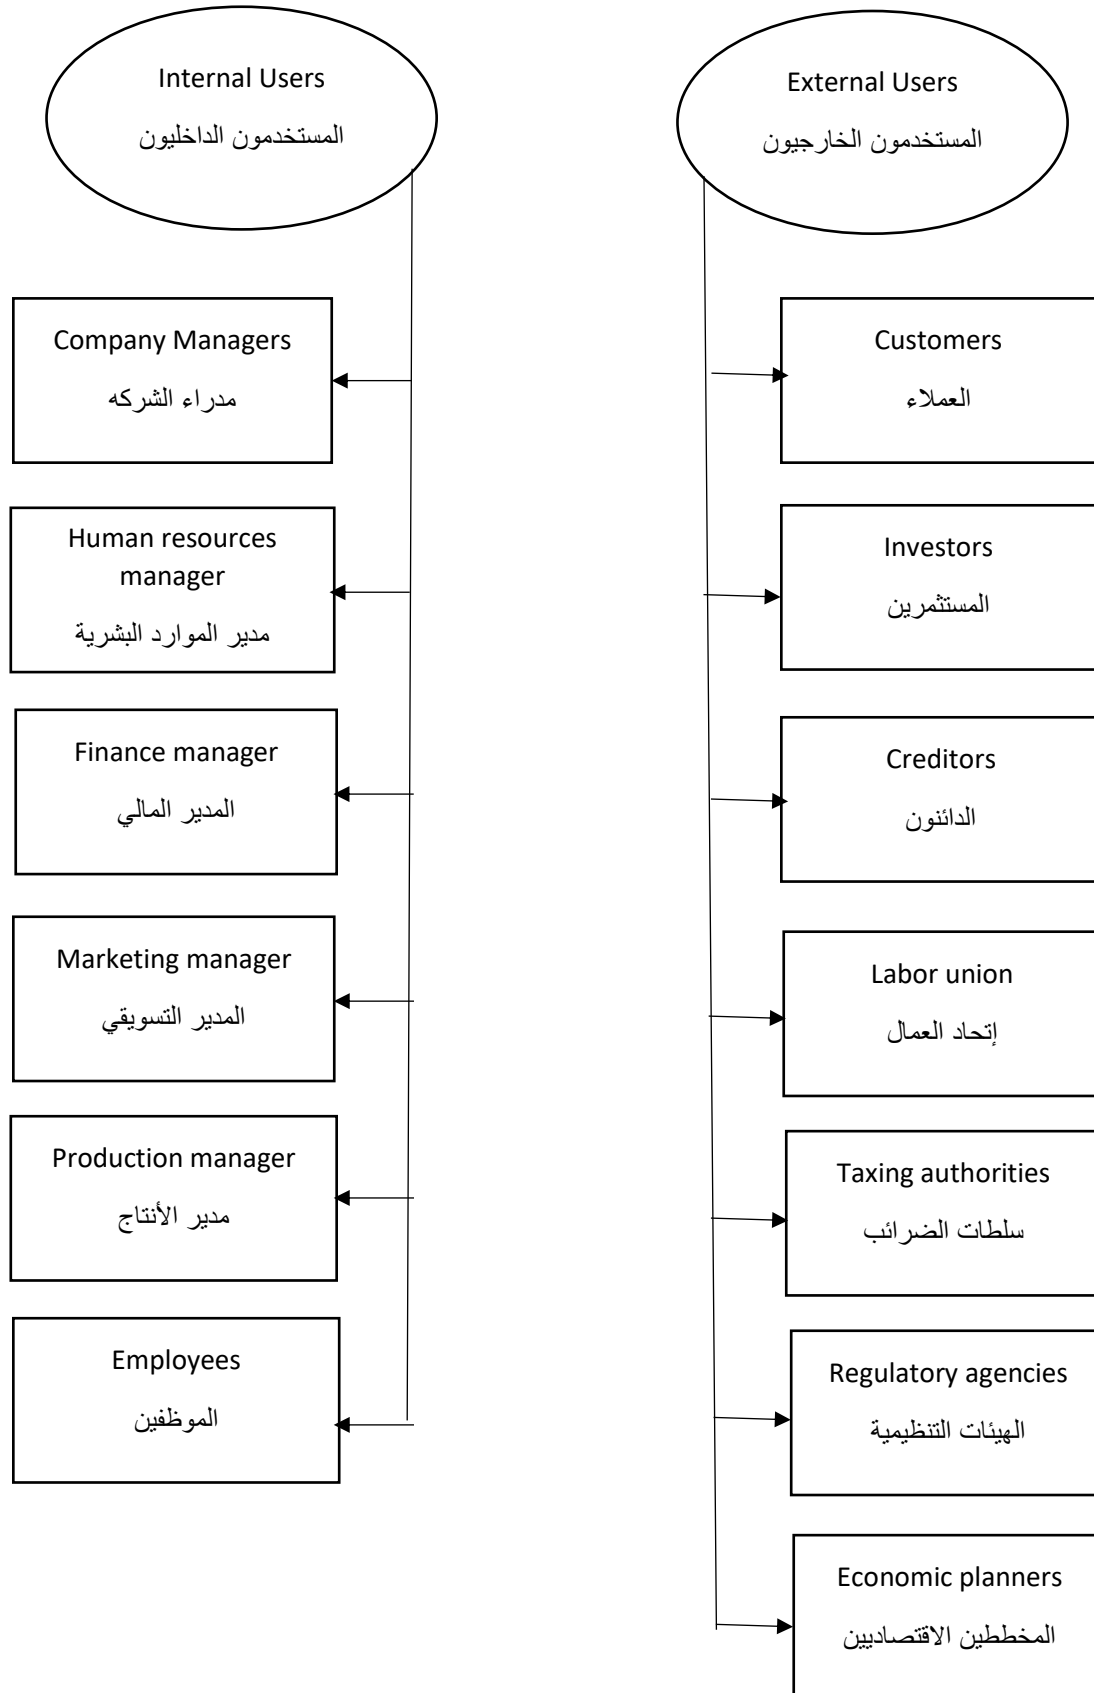 Internal Users
المستخدمون الداخليون
Company Managers
مدراء الشركه
Human resources
manager
مدير الموارد البشرية
Finance manager
المدير المالي
Marketing manager
المدير التسويقي
Production manager
مدير الأنتاج
Employees
الموظفين
External Users
المستخدمون الخارجيون
Customers
العملاء
Investors
المستثمرين
Creditors
الدائنون
Labor union
إتحاد العمال
Taxing authorities
سلطات الضرائب
Regulatory agencies
الهيئات التنظيمية
Economic planners
المخططين الاقتصاديين